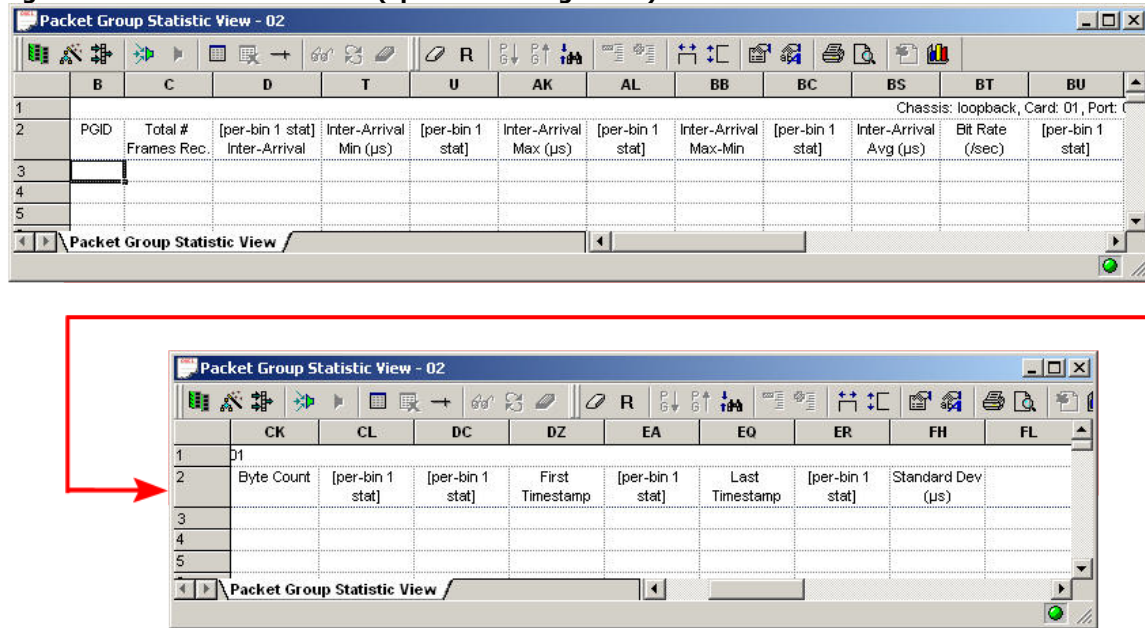 Packet Group Statistic View - 02
R
B C D T U AK AL BB BC BS BT BU
1 Chassis: loopback, Card: 01, Port:
2 PGID Total # [per-bin 1 stat] Inter-Arrival [per-bin 1 Inter-Arrival [per-bin 1 Inter-Arrival [per-bin 1 Inter-Arrival Bit Rate [per-bin 1
Frames Rec. Inter-Arrival Min (µs) stat] Max (µs) stat] Max-Min stat] Avg (µs) (/sec) stat]
3
4
5
Packet Group Statistic View
Packet Group Statistic View - 02
R
CK CL DC DZ EA EQ ER FH FL
1 01
2 Byte Count [per-bin 1 [per-bin 1 First [per-bin 1 Last [per-bin 1 Standard Dev
stat] stat] Timestamp stat] Timestamp stat] (µs)
3
4
5
Packet Group Statistic View